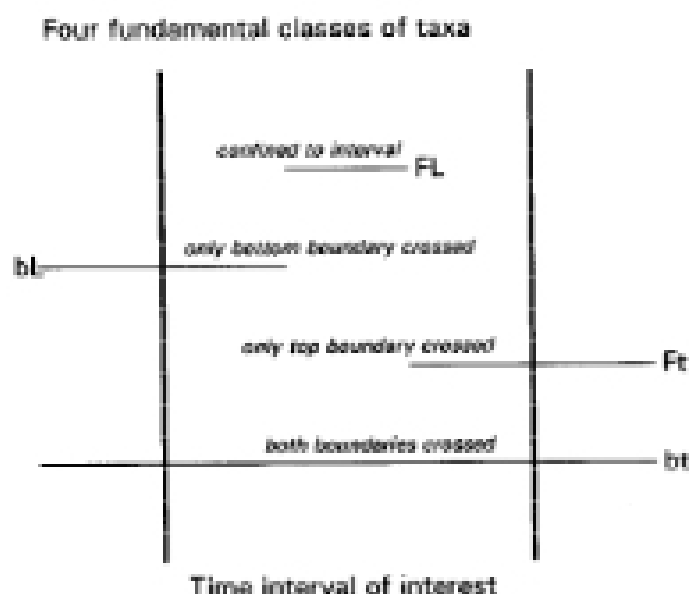 Four fundamental classes of taxa
confined to interval
FL
only bottom boundary crossed
bL
only top boundary crossed
Ft
both boundaries crossed
bt
Time interval of interest